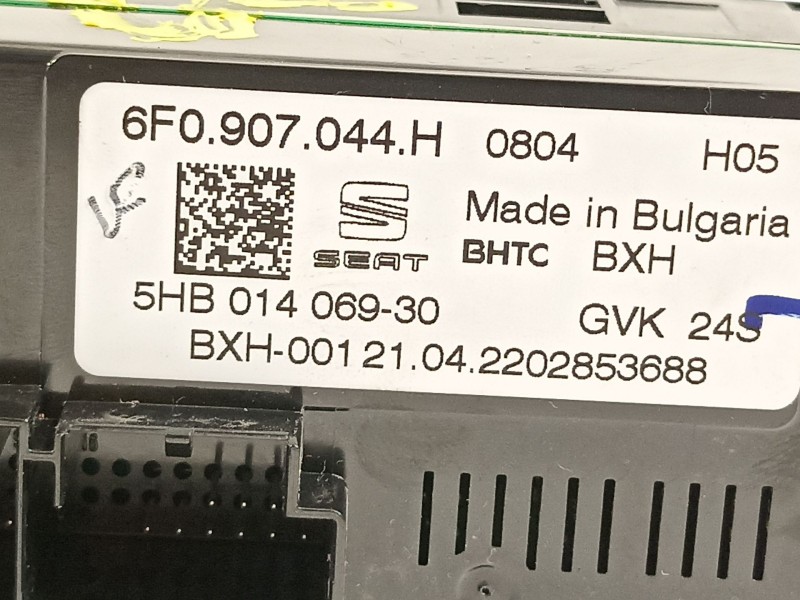 6F0.907.044.H 0804 H05
Made in Bulgaria
SEAT BHTC BXH
5HB 014 069-30 GVK 24S
BXH-001 21.04.2202853688